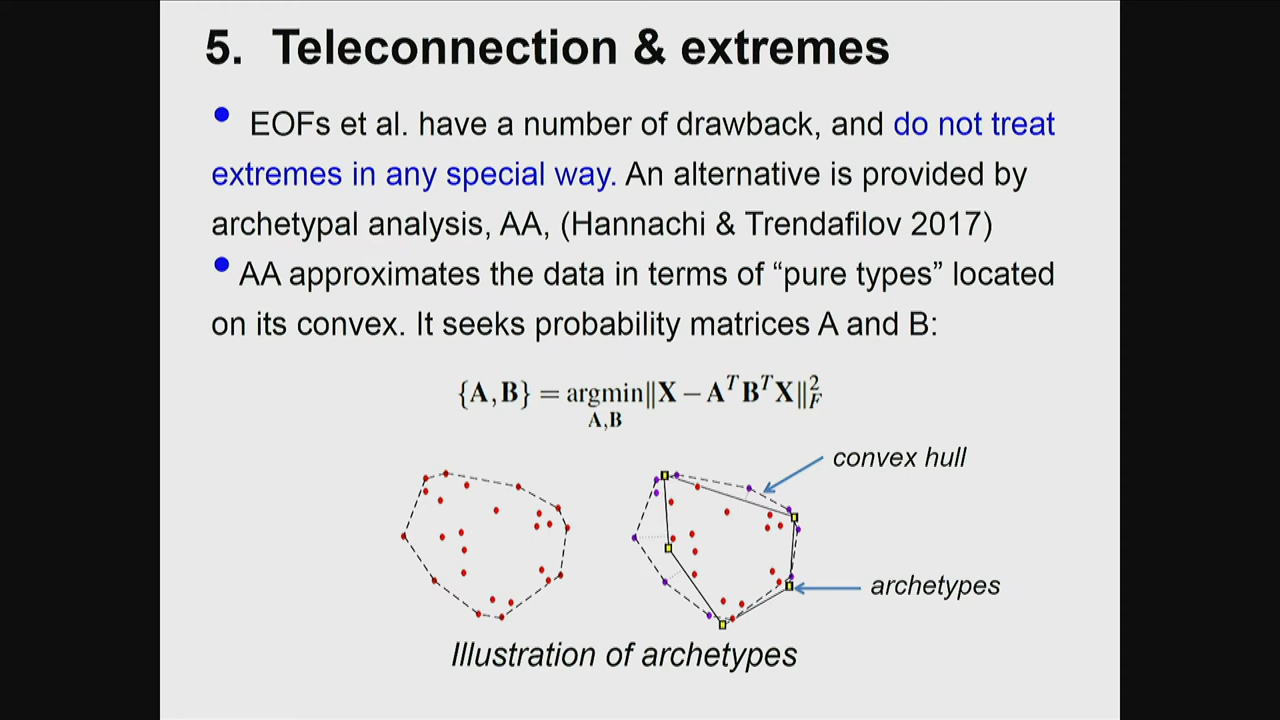 5. Teleconnection & extremes
• EOFs et al. have a number of drawback, and do not treat
extremes in any special way. An alternative is provided by
archetypal analysis, AA, (Hannachi & Trendafilov 2017)
• AA approximates the data in terms of “pure types” located
on its convex. It seeks probability matrices A and B:
{A,B} = argmin‖X − AᵀBᵀX‖²_F
A,B
convex hull
archetypes
Illustration of archetypes